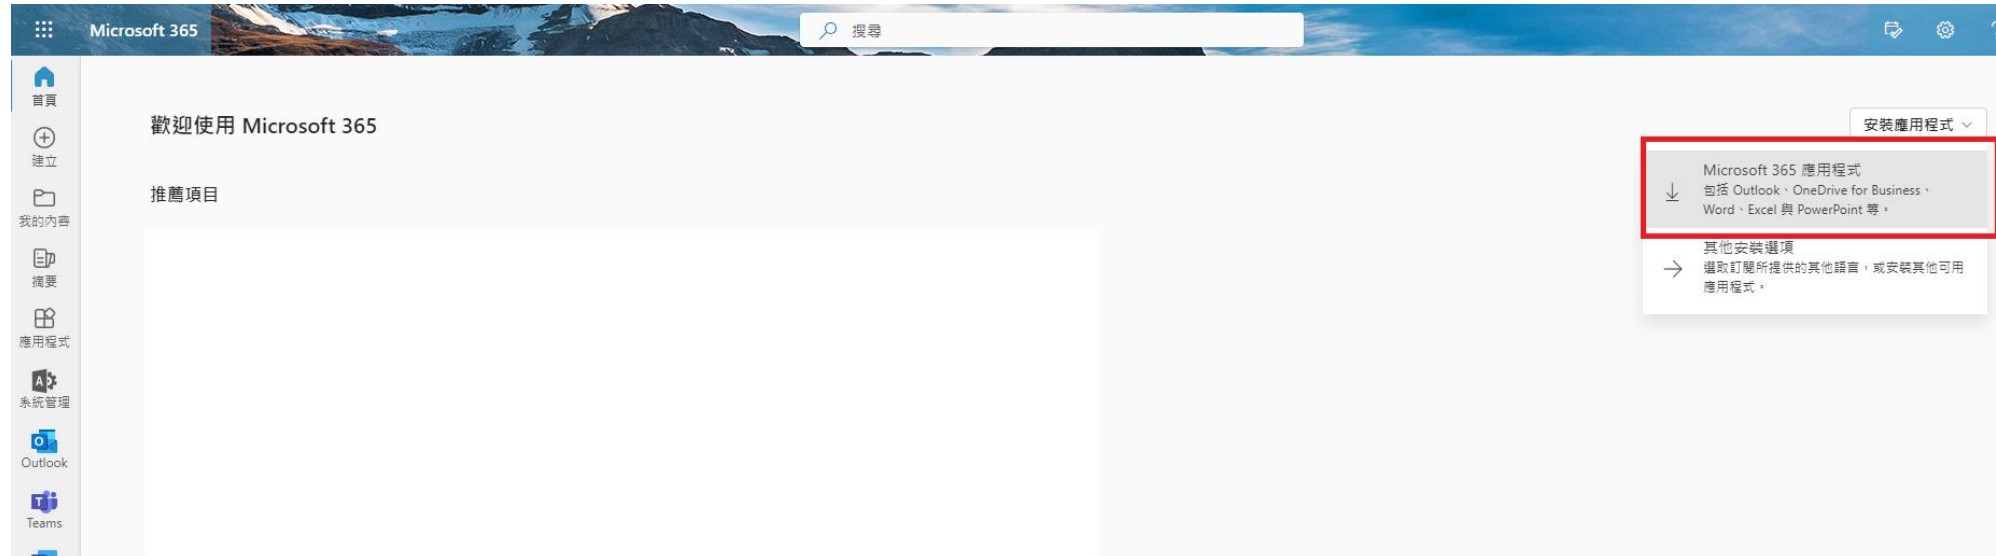 Microsoft 365
搜尋
首頁
建立
我的內容
摘要
應用程式
系統管理
Outlook
Teams
歡迎使用 Microsoft 365
推薦項目
安裝應用程式
Microsoft 365 應用程式
包括 Outlook、OneDrive for Business、
Word、Excel 與 PowerPoint 等。
其他安裝選項
選取訂閱所提供的其他語言，或安裝其他可用
應用程式。